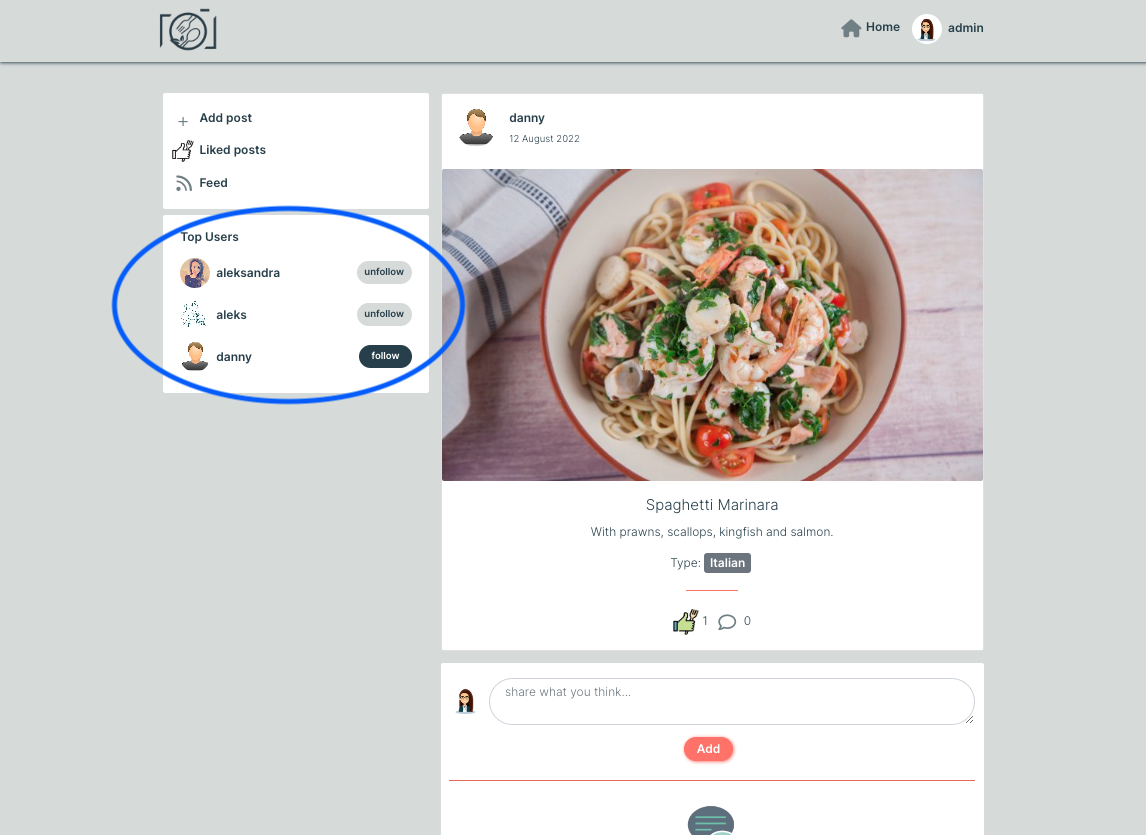 Home admin
Add post
Liked posts
Feed
Top Users
aleksandra unfollow
aleks unfollow
danny follow
danny
12 August 2022
Spaghetti Marinara
With prawns, scallops, kingfish and salmon.
Type: Italian
1 0
share what you think...
Add